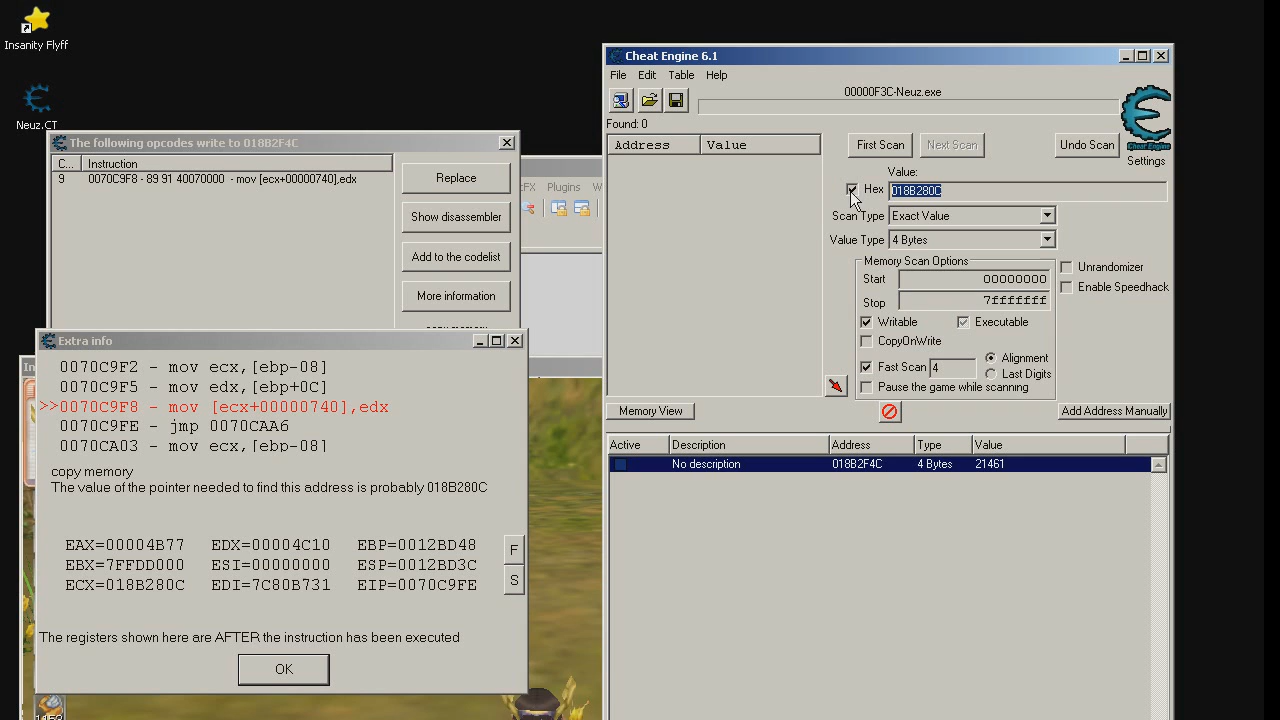 Insanity Flyff
Neuz.CT
The following opcodes write to 018B2F4C
C... Instruction
9 0070C9F8 - 89 91 40070000 - mov [ecx+00000740],edx
Replace
Show disassembler
Add to the codelist
More information
copy memory
FX Plugins W
Extra info
0070C9F2 - mov ecx,[ebp-08]
0070C9F5 - mov edx,[ebp+0C]
>>0070C9F8 - mov [ecx+00000740],edx
0070C9FE - jmp 0070CAA6
0070CA03 - mov ecx,[ebp-08]
copy memory
The value of the pointer needed to find this address is probably 018B280C
EAX=00004B77 EDX=00004C10 EBP=0012BD48
EBX=7FFDD000 ESI=00000000 ESP=0012BD3C
ECX=018B280C EDI=7C80B731 EIP=0070C9FE
F
S
The registers shown here are AFTER the instruction has been executed
OK
Cheat Engine 6.1
File Edit Table Help
00000F3C-Neuz.exe
Found: 0
Address Value
First Scan Next Scan Undo Scan
Cheat Engine
Settings
Value:
Hex 018B280C
Scan Type Exact Value
Value Type 4 Bytes
Memory Scan Options
Start 00000000
Stop 7fffffff
Writable Executable
CopyOnWrite
Fast Scan 4 Alignment
Last Digits
Pause the game while scanning
Unrandomizer
Enable Speedhack
Memory View
Add Address Manually
Active Description Address Type Value
No description 018B2F4C 4 Bytes 21461